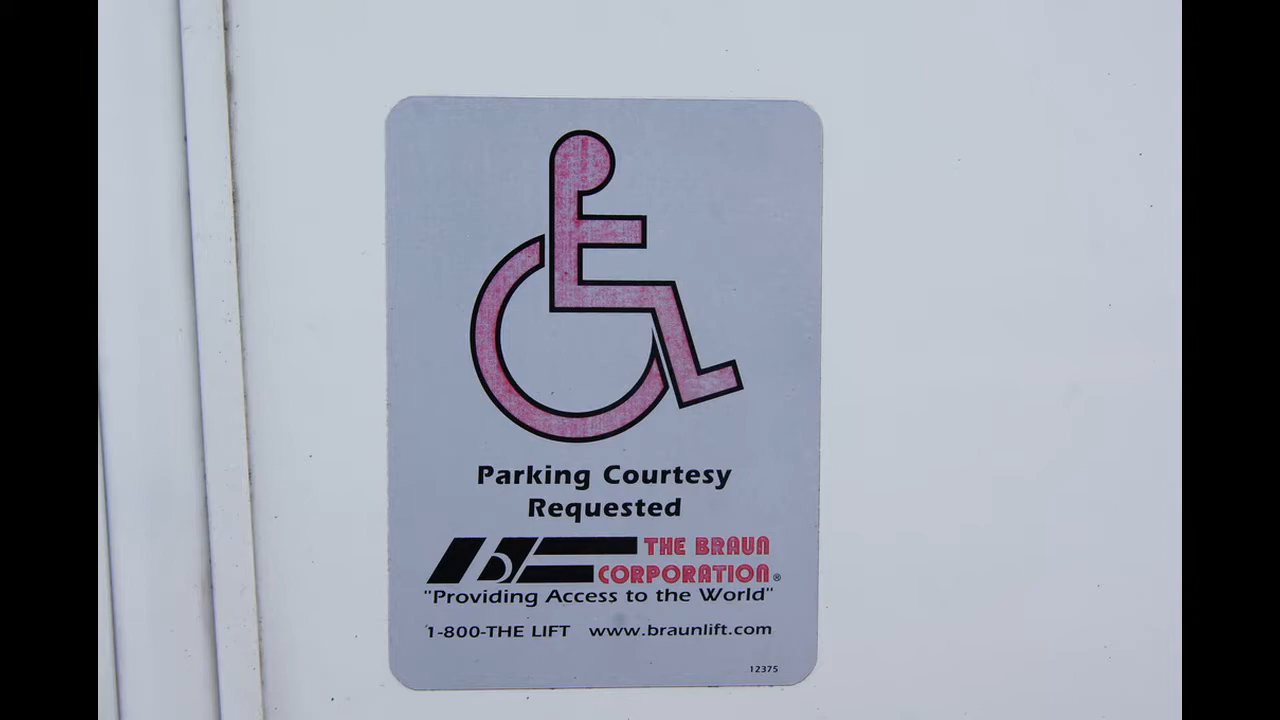 Parking Courtesy
Requested
THE BRAUN
CORPORATION®
"Providing Access to the World"
1-800-THE LIFT www.braunlift.com
12375